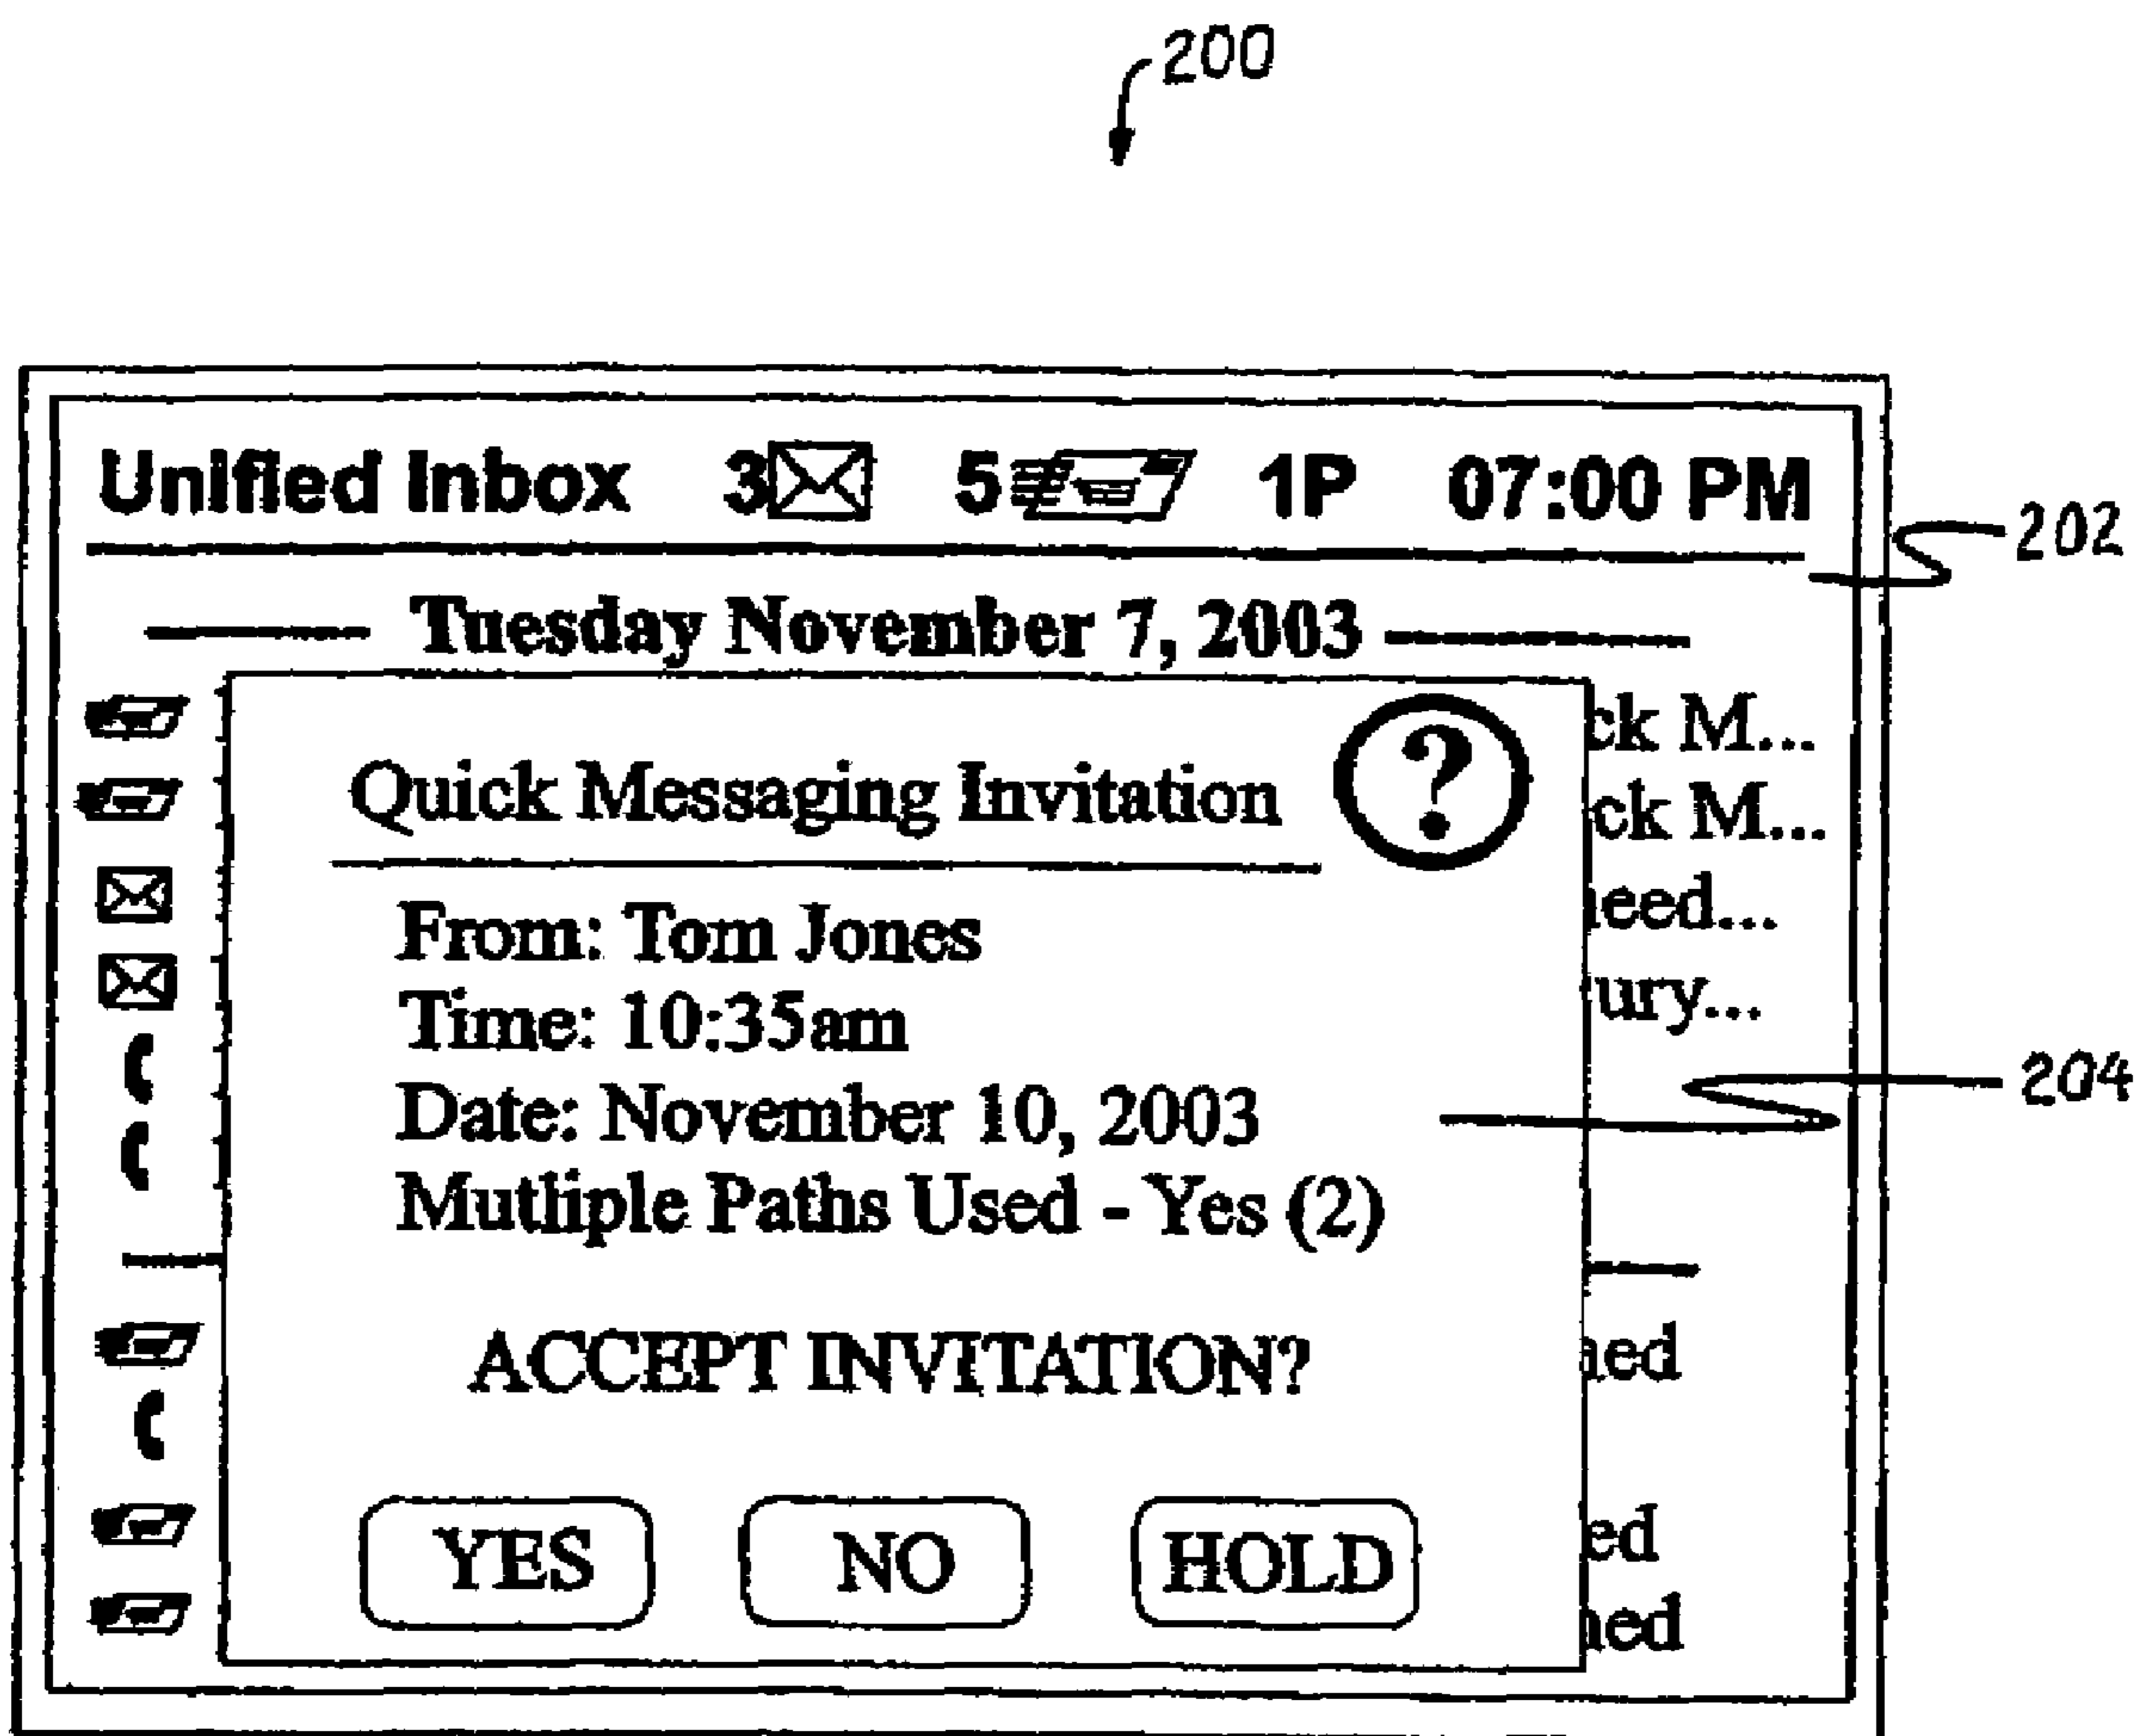 200
Unified Inbox 3 5 1P 07:00 PM
202
Tuesday November 7, 2003
ck M...
Quick Messaging Invitation ?
ck M...
eed...
From: Tom Jones
ury...
Time: 10:35am
204
Date: November 10, 2003
Mutliple Paths Used - Yes (2)
ACCEPT INVITATION?
ned
YES NO HOLD
ed
ned